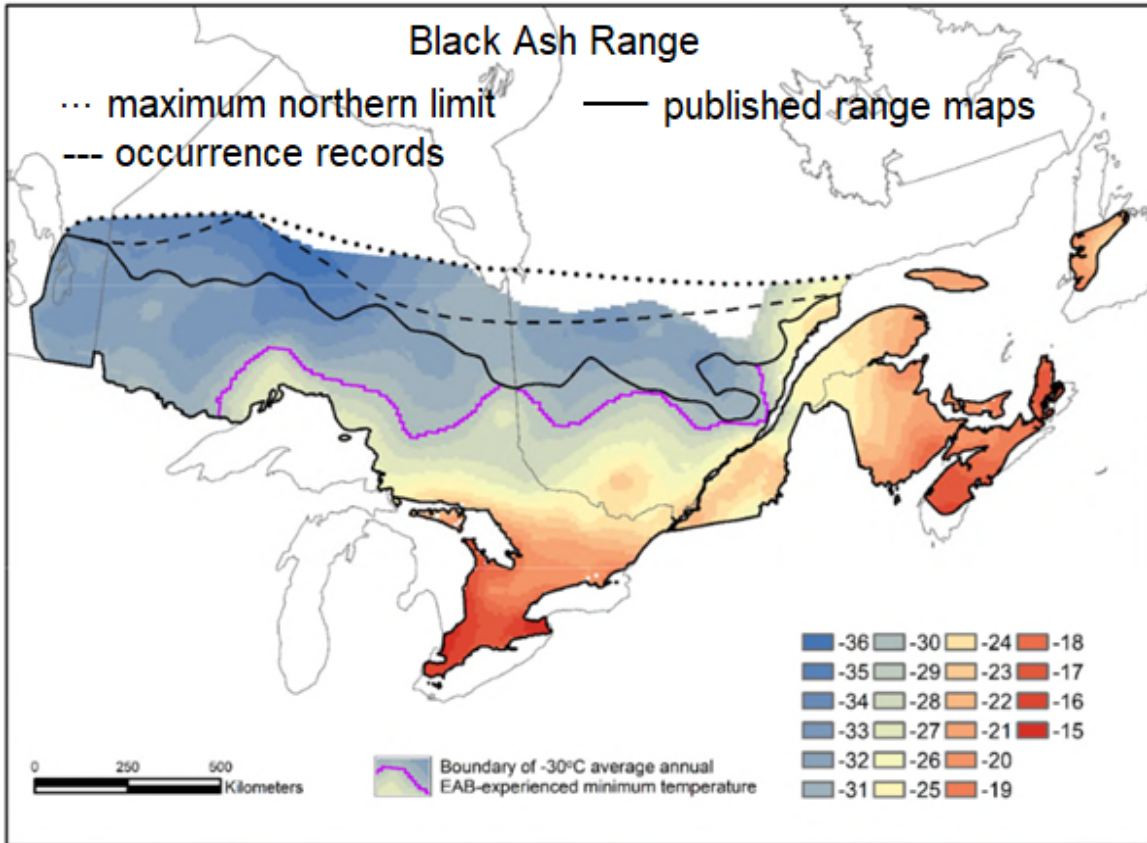 Black Ash Range
··· maximum northern limit
— published range maps
--- occurrence records
-36 -30 -24 -18
-35 -29 -23 -17
-34 -28 -22 -16
-33 -27 -21 -15
-32 -26 -20
-31 -25 -19
0 250 500
Kilometers
Boundary of -30°C average annual
EAB-experienced minimum temperature